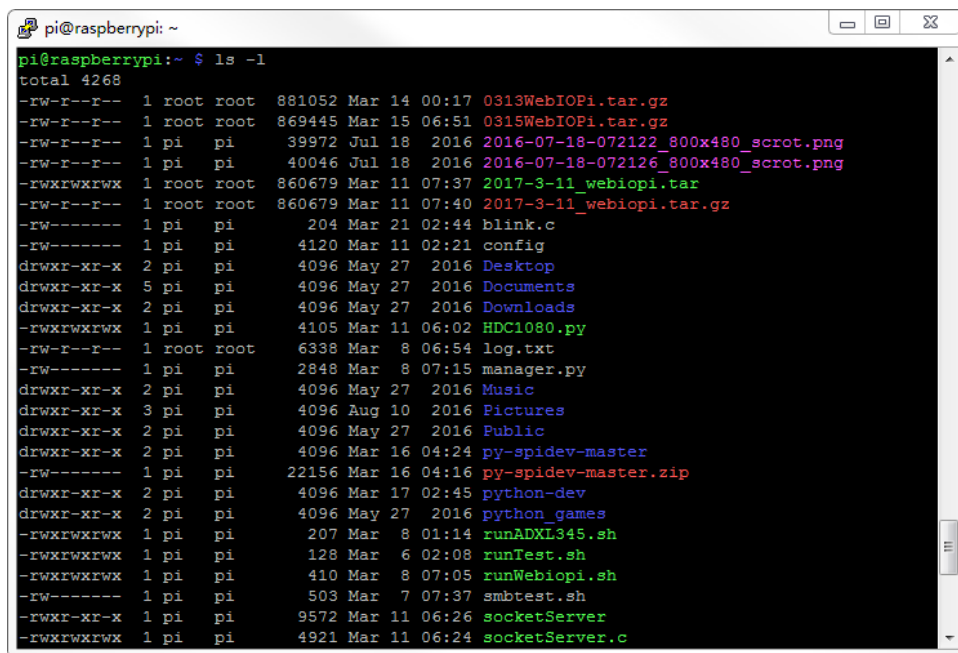 pi@raspberrypi: ~
pi@raspberrypi:~ $ ls -l
total 4268
-rw-r--r--  1 root root  881052 Mar 14 00:17 0313WebIOPi.tar.gz
-rw-r--r--  1 root root  869445 Mar 15 06:51 0315WebIOPi.tar.gz
-rw-r--r--  1 pi   pi     39972 Jul 18  2016 2016-07-18-072122_800x480_scrot.png
-rw-r--r--  1 pi   pi     40046 Jul 18  2016 2016-07-18-072126_800x480_scrot.png
-rwxrwxrwx  1 root root  860679 Mar 11 07:37 2017-3-11_webiopi.tar
-rw-r--r--  1 root root  860679 Mar 11 07:40 2017-3-11_webiopi.tar.gz
-rw-------  1 pi   pi       204 Mar 21 02:44 blink.c
-rw-------  1 pi   pi      4120 Mar 11 02:21 config
drwxr-xr-x  2 pi   pi      4096 May 27  2016 Desktop
drwxr-xr-x  5 pi   pi      4096 May 27  2016 Documents
drwxr-xr-x  2 pi   pi      4096 May 27  2016 Downloads
-rwxrwxrwx  1 pi   pi      4105 Mar 11 06:02 HDC1080.py
-rw-r--r--  1 root root    6338 Mar  8 06:54 log.txt
-rw-------  1 pi   pi      2848 Mar  8 07:15 manager.py
drwxr-xr-x  2 pi   pi      4096 May 27  2016 Music
drwxr-xr-x  3 pi   pi      4096 Aug 10  2016 Pictures
drwxr-xr-x  2 pi   pi      4096 May 27  2016 Public
drwxr-xr-x  2 pi   pi      4096 Mar 16 04:24 py-spidev-master
-rw-------  1 pi   pi     22156 Mar 16 04:16 py-spidev-master.zip
drwxr-xr-x  2 pi   pi      4096 Mar 17 02:45 python-dev
drwxr-xr-x  2 pi   pi      4096 May 27  2016 python_games
-rwxrwxrwx  1 pi   pi       207 Mar  8 01:14 runADXL345.sh
-rwxrwxrwx  1 pi   pi       128 Mar  6 02:08 runTest.sh
-rwxrwxrwx  1 pi   pi       410 Mar  8 07:05 runWebiopi.sh
-rw-------  1 pi   pi       503 Mar  7 07:37 smbtest.sh
-rwxr-xr-x  1 pi   pi      9572 Mar 11 06:26 socketServer
-rwxrwxrwx  1 pi   pi      4921 Mar 11 06:24 socketServer.c